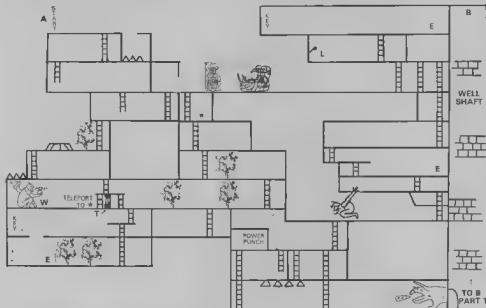 A
START
KEY
E
B
L
WELL
SHAFT
*
E
W
TELEPORT
TO W
T
KEY
POWER
PUNCH
E
TO B
PART 1